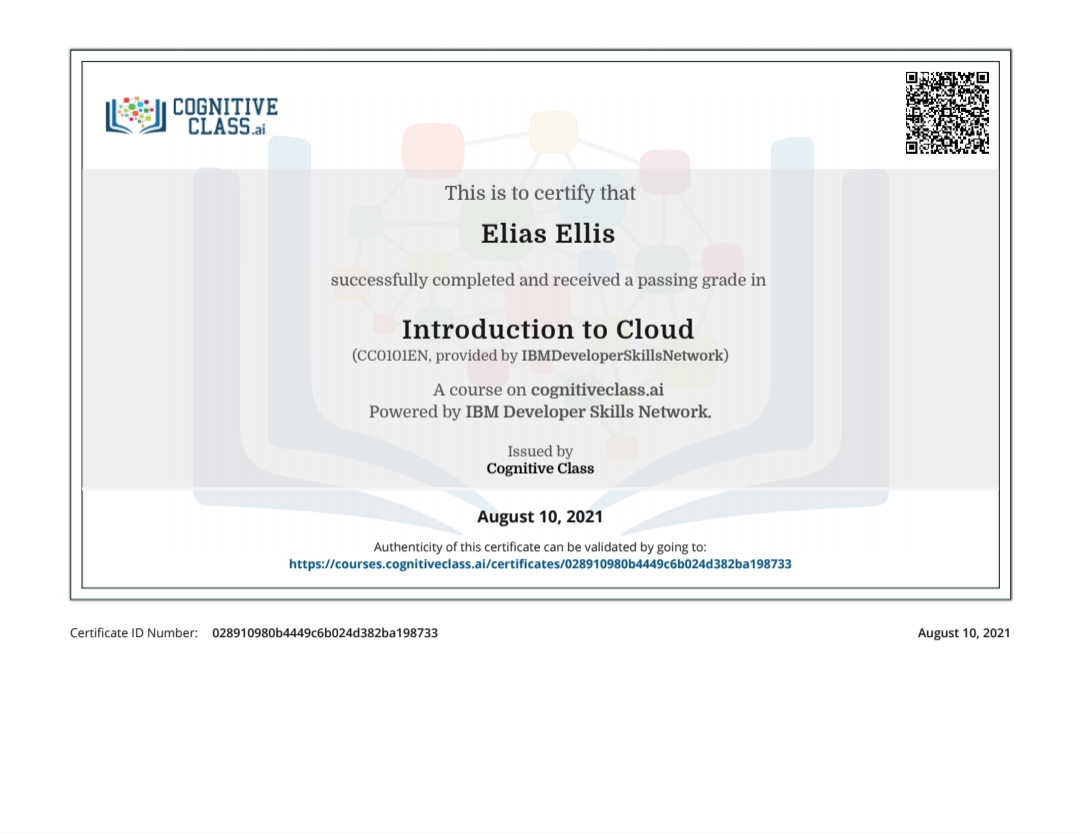 COGNITIVE
CLASS.ai
This is to certify that
Elias Ellis
successfully completed and received a passing grade in
Introduction to Cloud
(CC0101EN, provided by IBMDeveloperSkillsNetwork)
A course on cognitiveclass.ai
Powered by IBM Developer Skills Network.
Issued by
Cognitive Class
August 10, 2021
Authenticity of this certificate can be validated by going to:
https://courses.cognitiveclass.ai/certificates/028910980b4449c6b024d382ba198733
Certificate ID Number: 028910980b4449c6b024d382ba198733
August 10, 2021